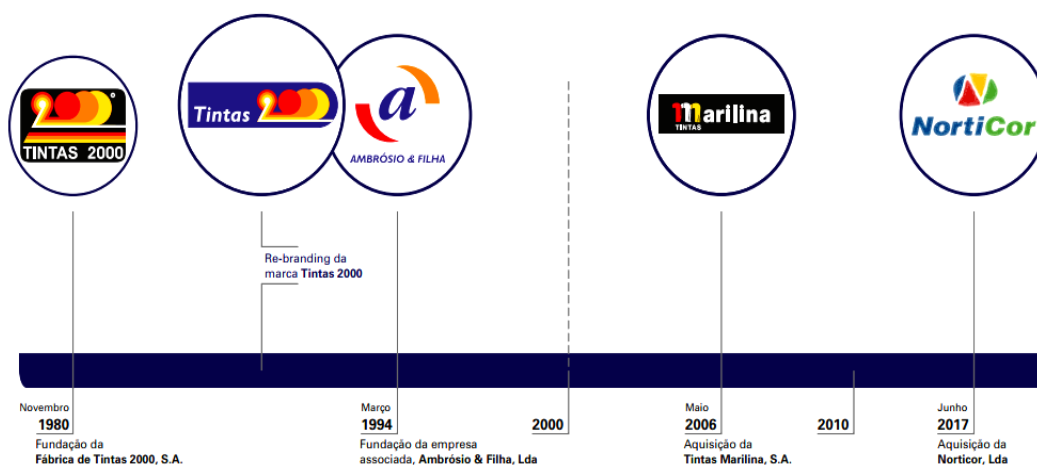 2000
TINTAS 2000
Tintas 2000
a
AMBRÓSIO & FILHA
marilina
TINTAS
NortiCor
Re-branding da
marca Tintas 2000
Novembro
1980
Fundação da
Fábrica de Tintas 2000, S.A.
Março
1994
Fundação da empresa
associada, Ambrósio & Filha, Lda
2000
Maio
2006
Aquisição da
Tintas Marilina, S.A.
2010
Junho
2017
Aquisição da
Norticor, Lda